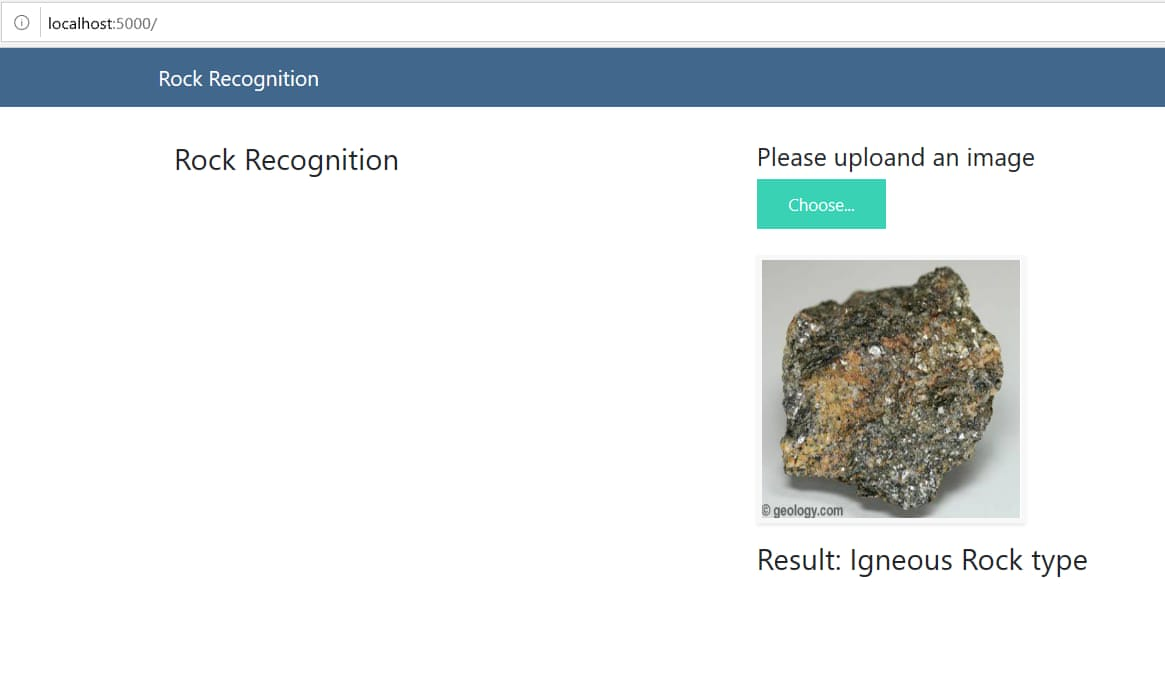 localhost:5000/
Rock Recognition
Rock Recognition
Please uploand an image
Choose...
© geology.com
Result: Igneous Rock type